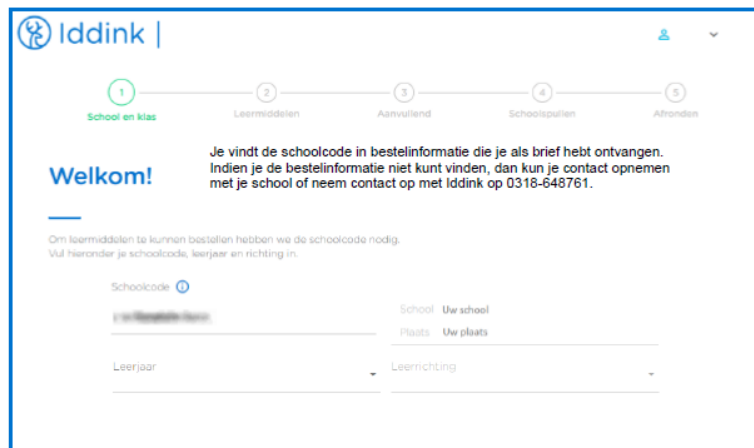 Iddink |
1
2
3
4
5
School en klas
Leermiddelen
Aanvullend
Schoolspullen
Afronden
Welkom!
Je vindt de schoolcode in bestelinformatie die je als brief hebt ontvangen.
Indien je de bestelinformatie niet kunt vinden, dan kun je contact opnemen
met je school of neem contact op met Iddink op 0318-648761.
Om leermiddelen te kunnen bestellen hebben we de schoolcode nodig.
Vul hieronder je schoolcode, leerjaar en richting in.
Schoolcode
School Uw school
Plaats Uw plaats
Leerjaar
Leerrichting